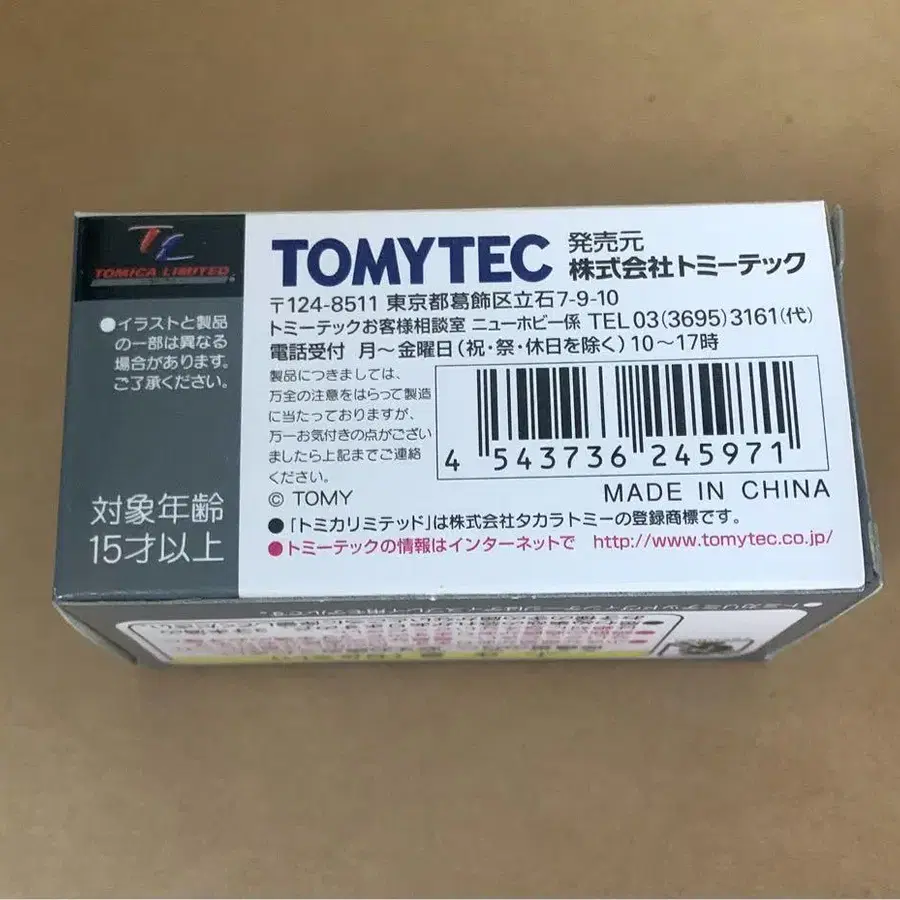 TL
TOMICA LIMITED
●イラストと製品
の一部は異なる
場合があります。
ご了承ください。
対象年齢
15才以上
TOMYTEC
発売元
株式会社トミーテック
〒124-8511 東京都葛飾区立石7-9-10
トミーテックお客様相談室 ニューホビー係 TEL 03(3695)3161(代)
電話受付 月〜金曜日(祝・祭・休日を除く)10〜17時
製品につきましては、
万全の注意をはらって製造
に当たっておりますが、
万一お気付きの点がござい
ましたら上記までご連絡
ください。
4 543736 245971
© TOMY
MADE IN CHINA
●「トミカリミテッド」は株式会社タカラトミーの登録商標です。
●トミーテックの情報はインターネットで http://www.tomytec.co.jp/